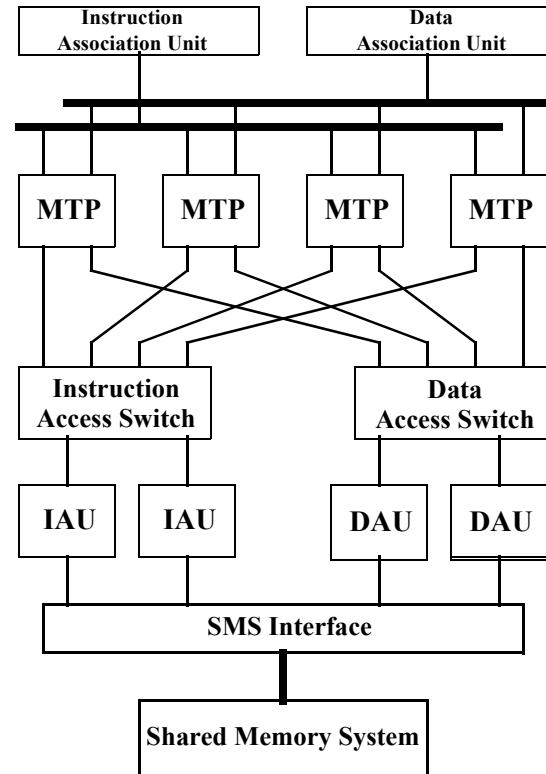 Instruction
Association Unit
Data
Association Unit
MTP
MTP
MTP
MTP
Instruction
Access Switch
Data
Access Switch
IAU
IAU
DAU
DAU
SMS Interface
Shared Memory System